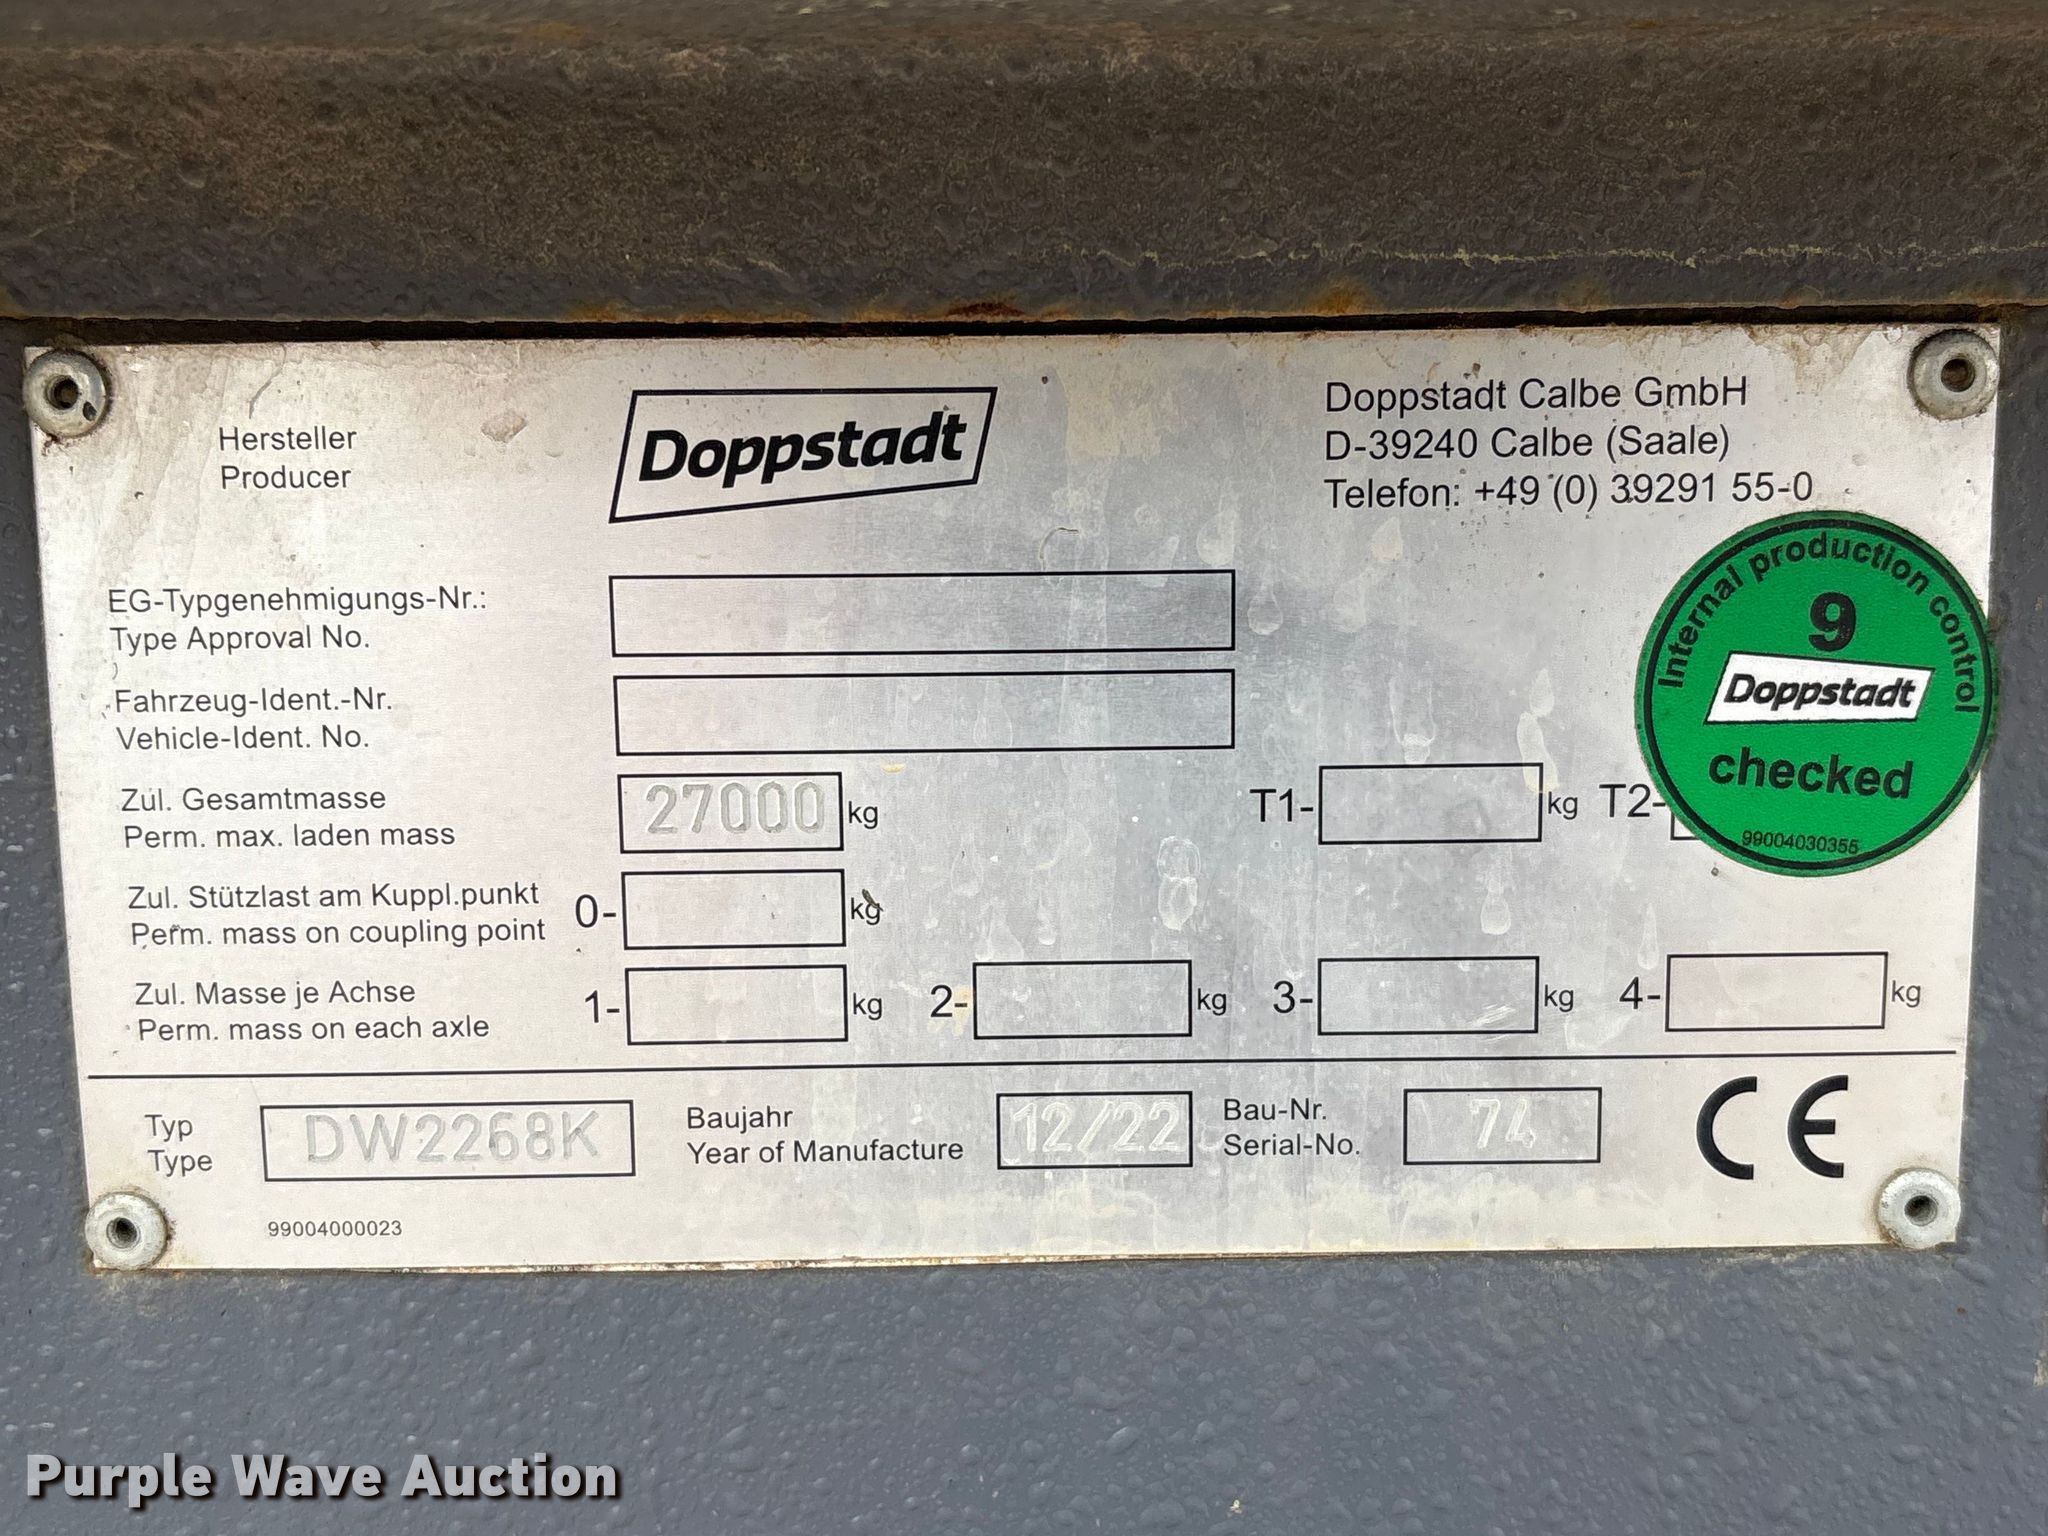 Hersteller
Producer
Doppstadt
Doppstadt Calbe GmbH
D-39240 Calbe (Saale)
Telefon: +49 (0) 39291 55-0
Internal production control
9
Doppstadt
checked
99004030355
EG-Typgenehmigungs-Nr.:
Type Approval No.
Fahrzeug-Ident.-Nr.
Vehicle-Ident. No.
Zul. Gesamtmasse
Perm. max. laden mass
27000 kg T1- kg T2-
Zul. Stützlast am Kuppl.punkt
Perm. mass on coupling point
0- kg
Zul. Masse je Achse
Perm. mass on each axle
1- kg 2- kg 3- kg 4- kg
Typ
Type
DW2268K
Baujahr
Year of Manufacture
12/22
Bau-Nr.
Serial-No.
74
CE
99004000023
Purple Wave Auction